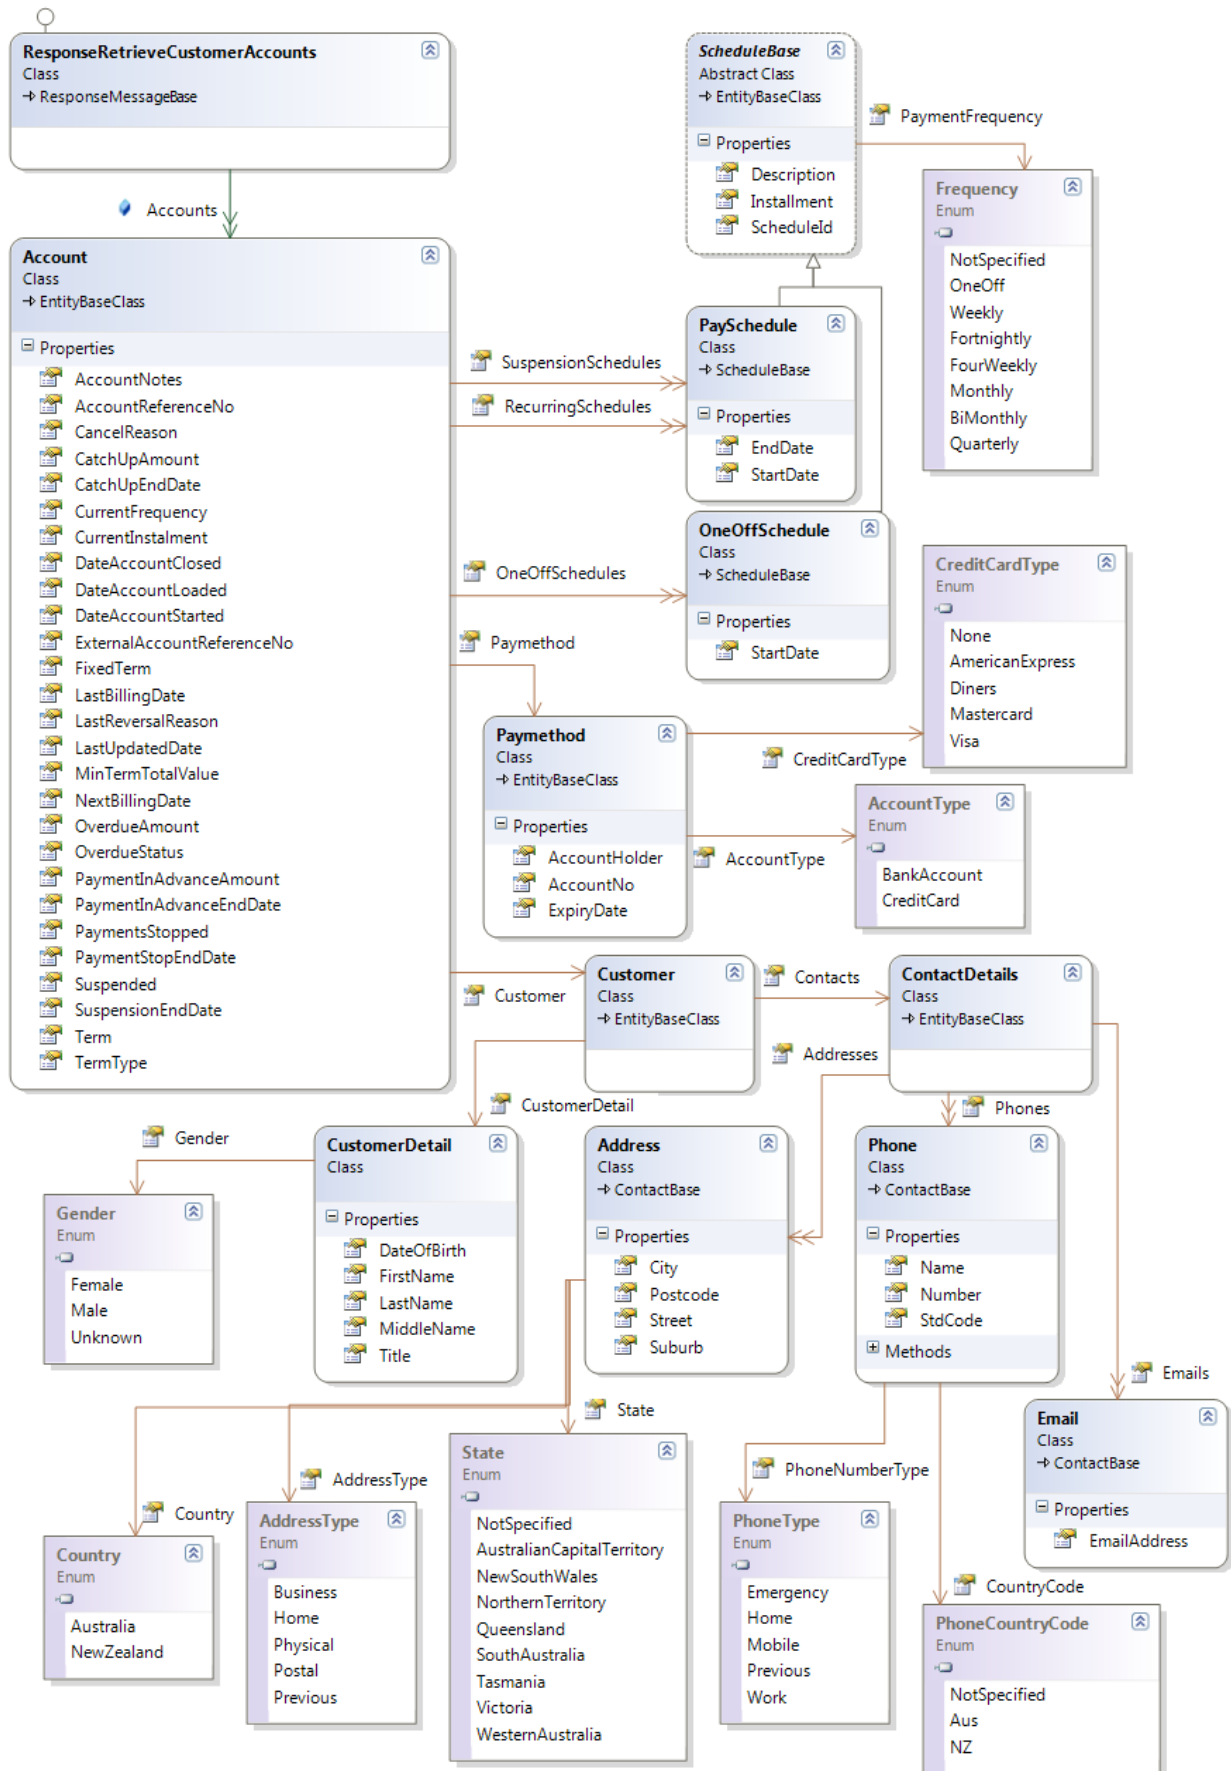 ResponseRetrieveCustomerAccounts
Class
ResponseMessageBase
Accounts
Account
Class
EntityBaseClass
Properties
AccountNotes
AccountReferenceNo
CancelReason
CatchUpAmount
CatchUpEndDate
CurrentFrequency
CurrentInstalment
DateAccountClosed
DateAccountLoaded
DateAccountStarted
ExternalAccountReferenceNo
FixedTerm
LastBillingDate
LastReversalReason
LastUpdatedDate
MinTermTotalValue
NextBillingDate
OverdueAmount
OverdueStatus
PaymentInAdvanceAmount
PaymentInAdvanceEndDate
PaymentsStopped
PaymentStopEndDate
Suspended
SuspensionEndDate
Term
TermType
ScheduleBase
Abstract Class
EntityBaseClass
Properties
Description
Installment
ScheduleId
PaymentFrequency
Frequency
Enum
NotSpecified
OneOff
Weekly
Fortnightly
FourWeekly
Monthly
BiMonthly
Quarterly
SuspensionSchedules
RecurringSchedules
PaySchedule
Class
ScheduleBase
Properties
EndDate
StartDate
OneOffSchedules
OneOffSchedule
Class
ScheduleBase
Properties
StartDate
Paymethod
Paymethod
Class
EntityBaseClass
Properties
AccountHolder
AccountNo
ExpiryDate
CreditCardType
CreditCardType
Enum
None
AmericanExpress
Diners
Mastercard
Visa
AccountType
AccountType
Enum
BankAccount
CreditCard
Customer
Customer
Class
EntityBaseClass
Contacts
ContactDetails
Class
EntityBaseClass
Addresses
Phones
Emails
CustomerDetail
Gender
CustomerDetail
Class
Properties
DateOfBirth
FirstName
LastName
MiddleName
Title
Gender
Enum
Female
Male
Unknown
Address
Class
ContactBase
Properties
City
Postcode
Street
Suburb
Phone
Class
ContactBase
Properties
Name
Number
StdCode
Methods
Email
Class
ContactBase
Properties
EmailAddress
Country
Country
Enum
Australia
NewZealand
AddressType
AddressType
Enum
Business
Home
Physical
Postal
Previous
State
State
Enum
NotSpecified
AustralianCapitalTerritory
NewSouthWales
NorthernTerritory
Queensland
SouthAustralia
Tasmania
Victoria
WesternAustralia
PhoneNumberType
PhoneType
Enum
Emergency
Home
Mobile
Previous
Work
CountryCode
PhoneCountryCode
Enum
NotSpecified
Aus
NZ